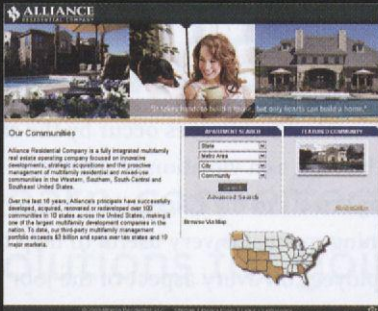 ALLIANCE
RESIDENTIAL COMPANY
"It takes hands to build a house, but only hearts can build a home."
Our Communities
Alliance Residential Company is a fully integrated multifamily
real estate operating company focused on innovative
developments, strategic acquisitions and the proactive
management of multifamily residential and mixed-use
communities in the Western, Southern, South-Central and
Southeast United States.
Over the last 10 years, Alliance's principals have successfully
developed, acquired, renovated or redeveloped over 100
communities in 10 states across the United States, making it
one of the largest multifamily development companies in the
nation. To date, our third-party multifamily management
portfolio exceeds $3 billion and spans over ten states and 19
major markets.
APARTMENT SEARCH
State
Metro Area
City
Community
Search
Advanced Search
FEATURED COMMUNITY
Browse Via Map